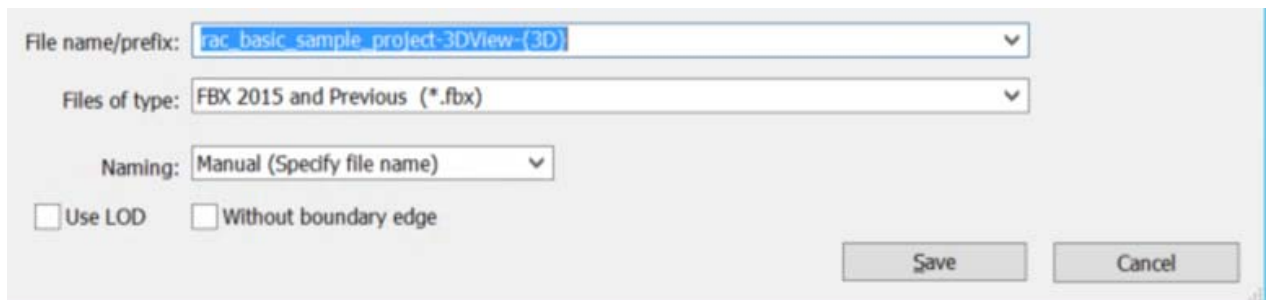 File name/prefix: rac_basic_sample_project-3DView-{3D}
Files of type: FBX 2015 and Previous (*.fbx)
Naming: Manual (Specify file name)
Use LOD Without boundary edge
Save Cancel